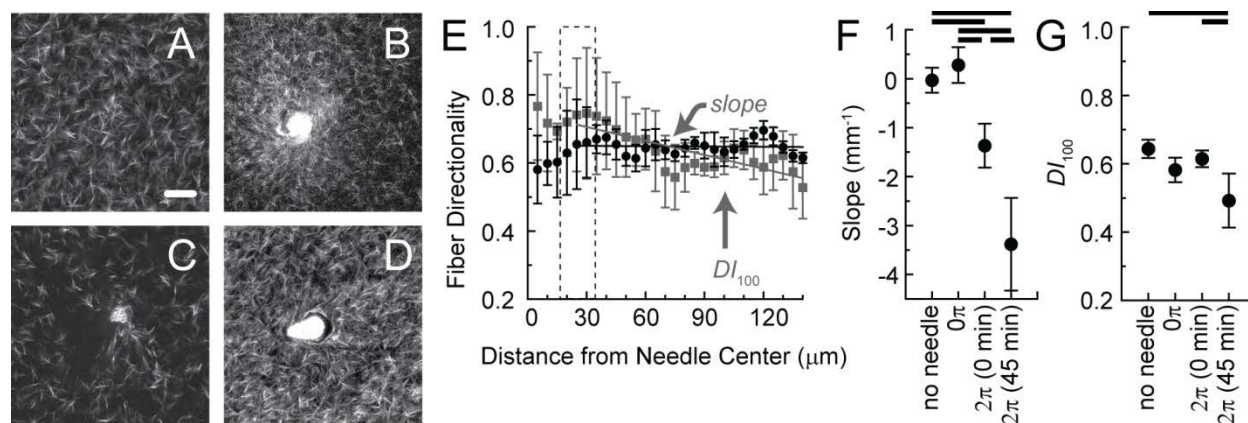 A
B
C
D
E
1.0
0.8
0.6
0.4
0.2
Fiber Directionality
slope
DI100
0
30
60
90
120
Distance from Needle Center (μm)
F
1
0
-1
-2
-3
-4
Slope (mm⁻¹)
no needle
0π
2π (0 min)
2π (45 min)
G
1.0
0.8
0.6
0.4
0.2
DI100
no needle
0π
2π (0 min)
2π (45 min)